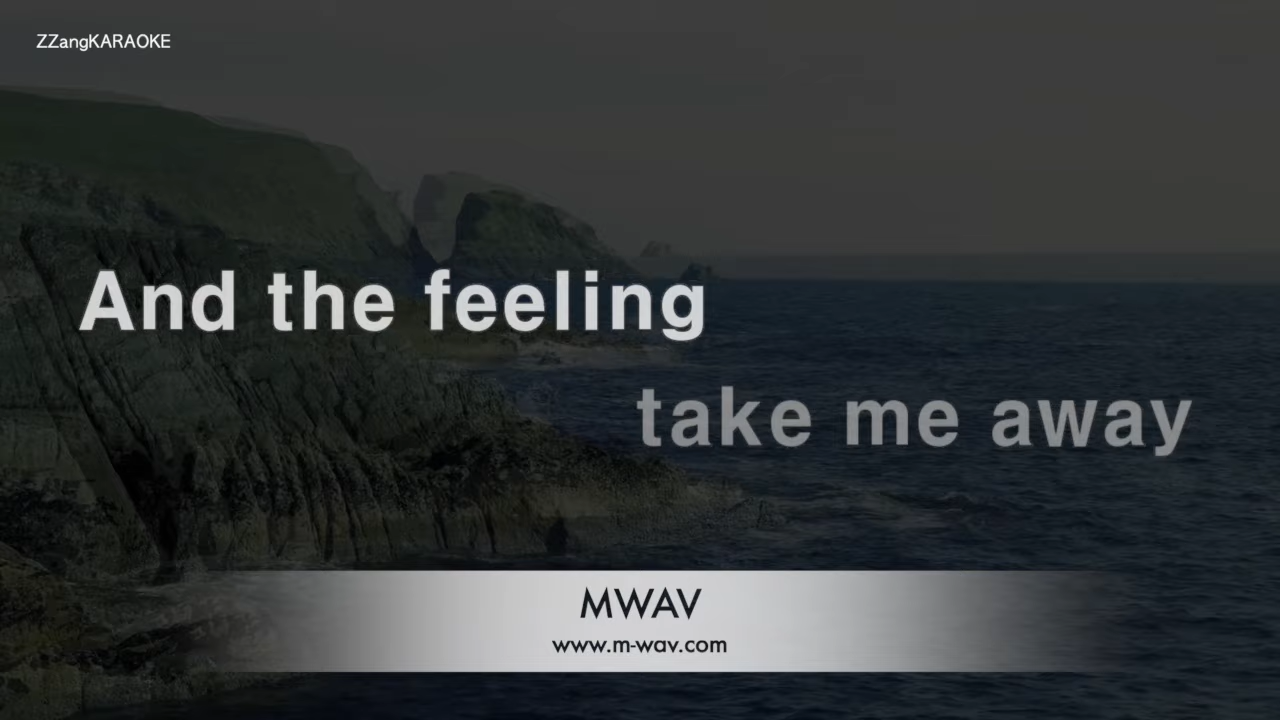 ZZangKARAOKE
And the feeling
take me away
MWAV
www.m-wav.com